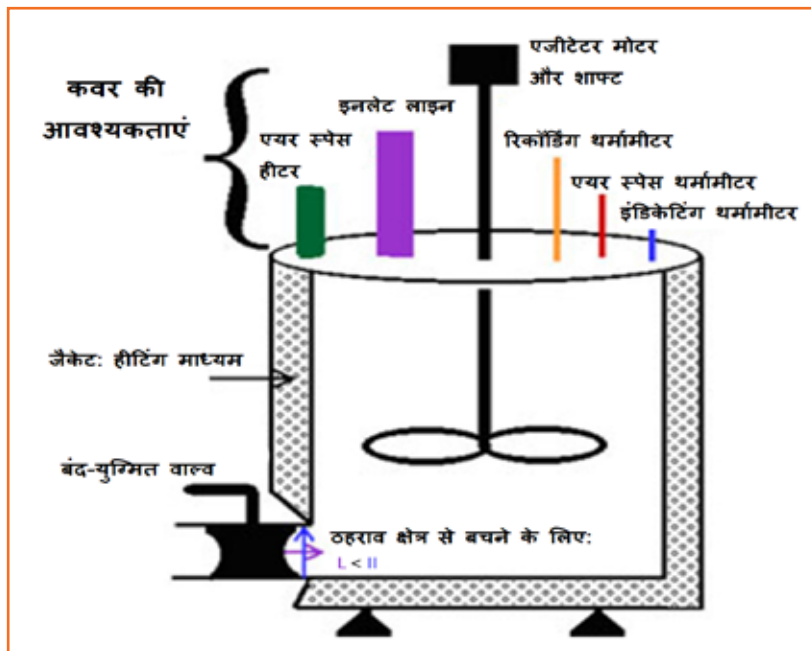 एजीटेटर मोटर
और शाफ्ट
कवर की
आवश्यकताएं
इनलेट लाइन
एयर स्पेस
हीटर
रिकॉर्डिंग थर्मामीटर
एयर स्पेस थर्मामीटर
इंडिकेटिंग थर्मामीटर
जैकेट: हीटिंग माध्यम
बंद-युग्मित वाल्व
ठहराव क्षेत्र से बचने के लिए:
L < II